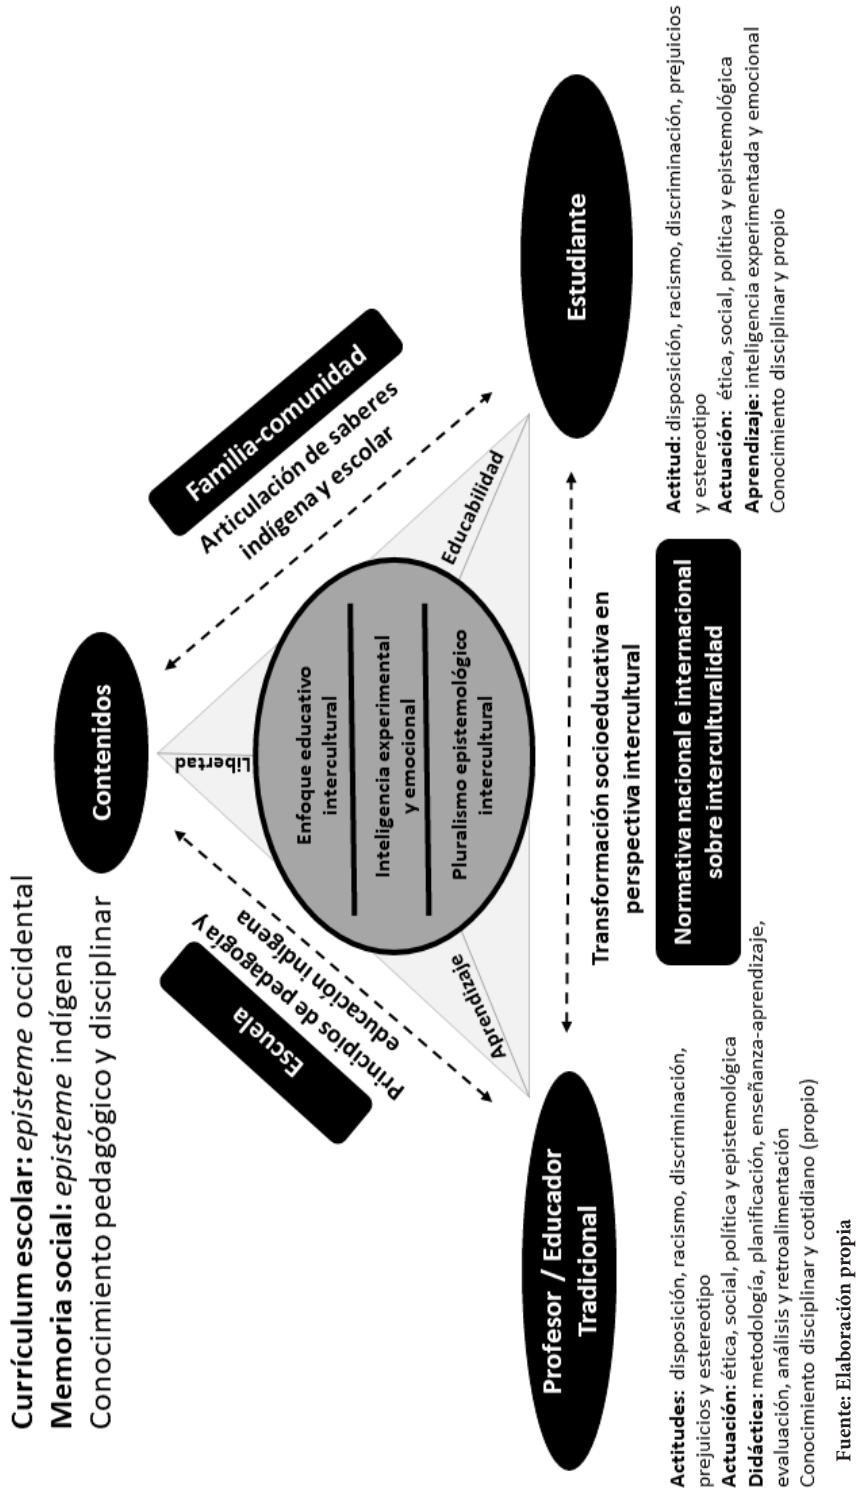 Currículum escolar: episteme occidental
Memoria social: episteme indígena
Conocimiento pedagógico y disciplinar
Contenidos
Escuela
Principios de pedagogía y
educación indígena
Familia-comunidad
Articulación de saberes
indígena y escolar
Libertad
Enfoque educativo
intercultural
Inteligencia experimental
y emocional
Pluralismo epistemológico
intercultural
Aprendizaje
Educabilidad
Profesor / Educador
Tradicional
Estudiante
Transformación socioeducativa en
perspectiva intercultural
Normativa nacional e internacional
sobre interculturalidad
Actitudes: disposición, racismo, discriminación,
prejuicios y estereotipo
Actuación: ética, social, política y epistemológica
Didáctica: metodología, planificación, enseñanza-aprendizaje,
evaluación, análisis y retroalimentación
Conocimiento disciplinar y cotidiano (propio)
Actitud: disposición, racismo, discriminación, prejuicios
y estereotipo
Actuación: ética, social, política y epistemológica
Aprendizaje: inteligencia experimentada y emocional
Conocimiento disciplinar y propio
Fuente: Elaboración propia